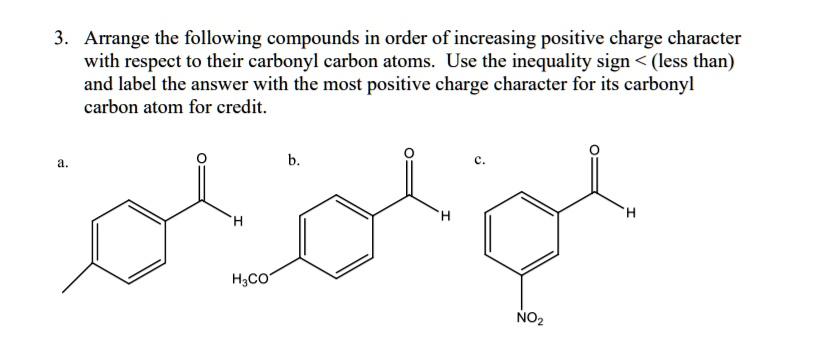 3. Arrange the following compounds in order of increasing positive charge character
with respect to their carbonyl carbon atoms. Use the inequality sign < (less than)
and label the answer with the most positive charge character for its carbonyl
carbon atom for credit.
a. O b. O c. O
H H H
H₃CO
NO₂